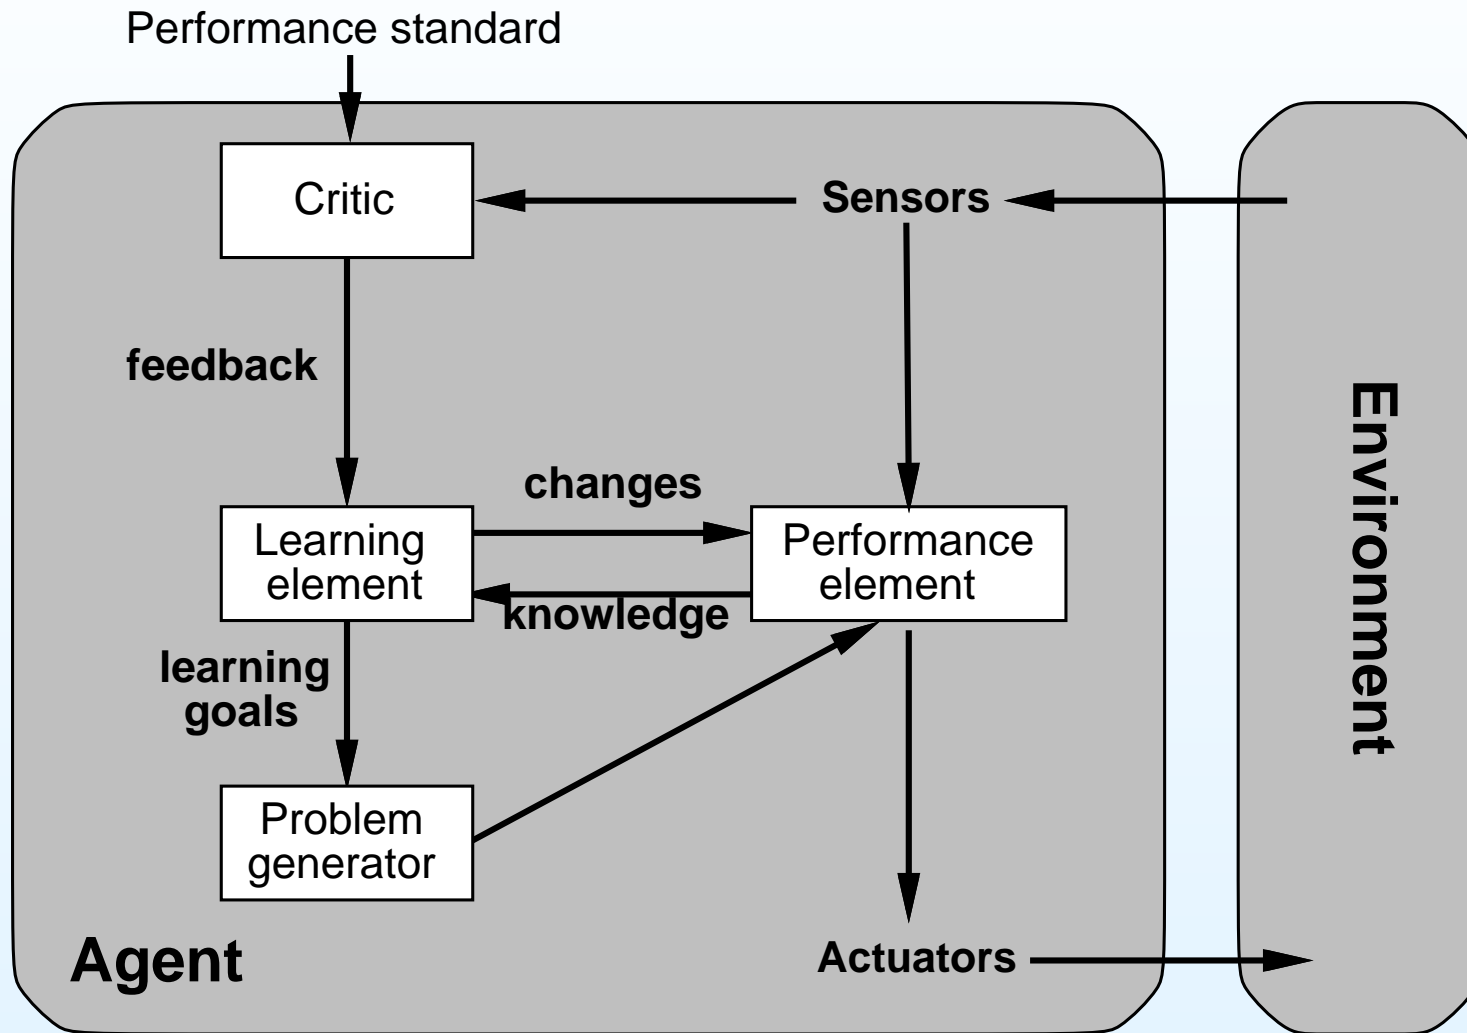 Performance standard
Critic
Sensors
feedback
changes
Learning
element
Performance
element
knowledge
learning
goals
Problem
generator
Agent
Actuators
Environment